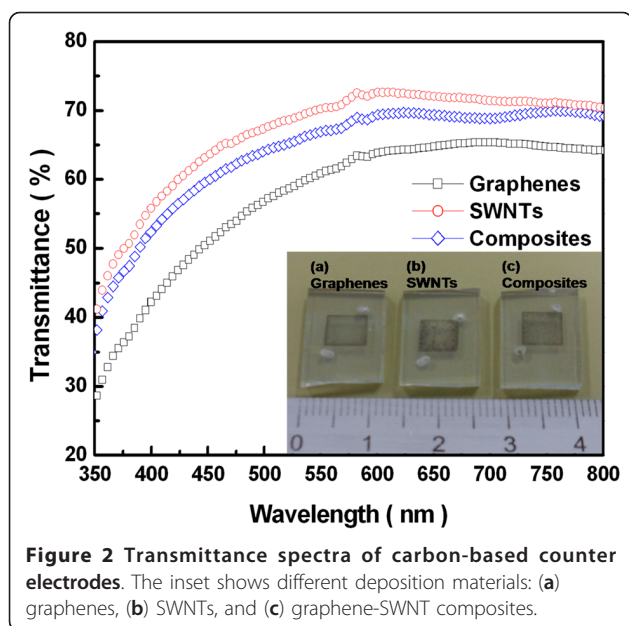 80
70
60
50
40
30
20
Transmittance ( % )
Graphenes
SWNTs
Composites
(a) (b) (c)
Graphenes SWNTs Composites
0 1 2 3 4
350 400 450 500 550 600 650 700 750 800
Wavelength ( nm )
Figure 2 Transmittance spectra of carbon-based counter
electrodes. The inset shows different deposition materials: (a)
graphenes, (b) SWNTs, and (c) graphene-SWNT composites.